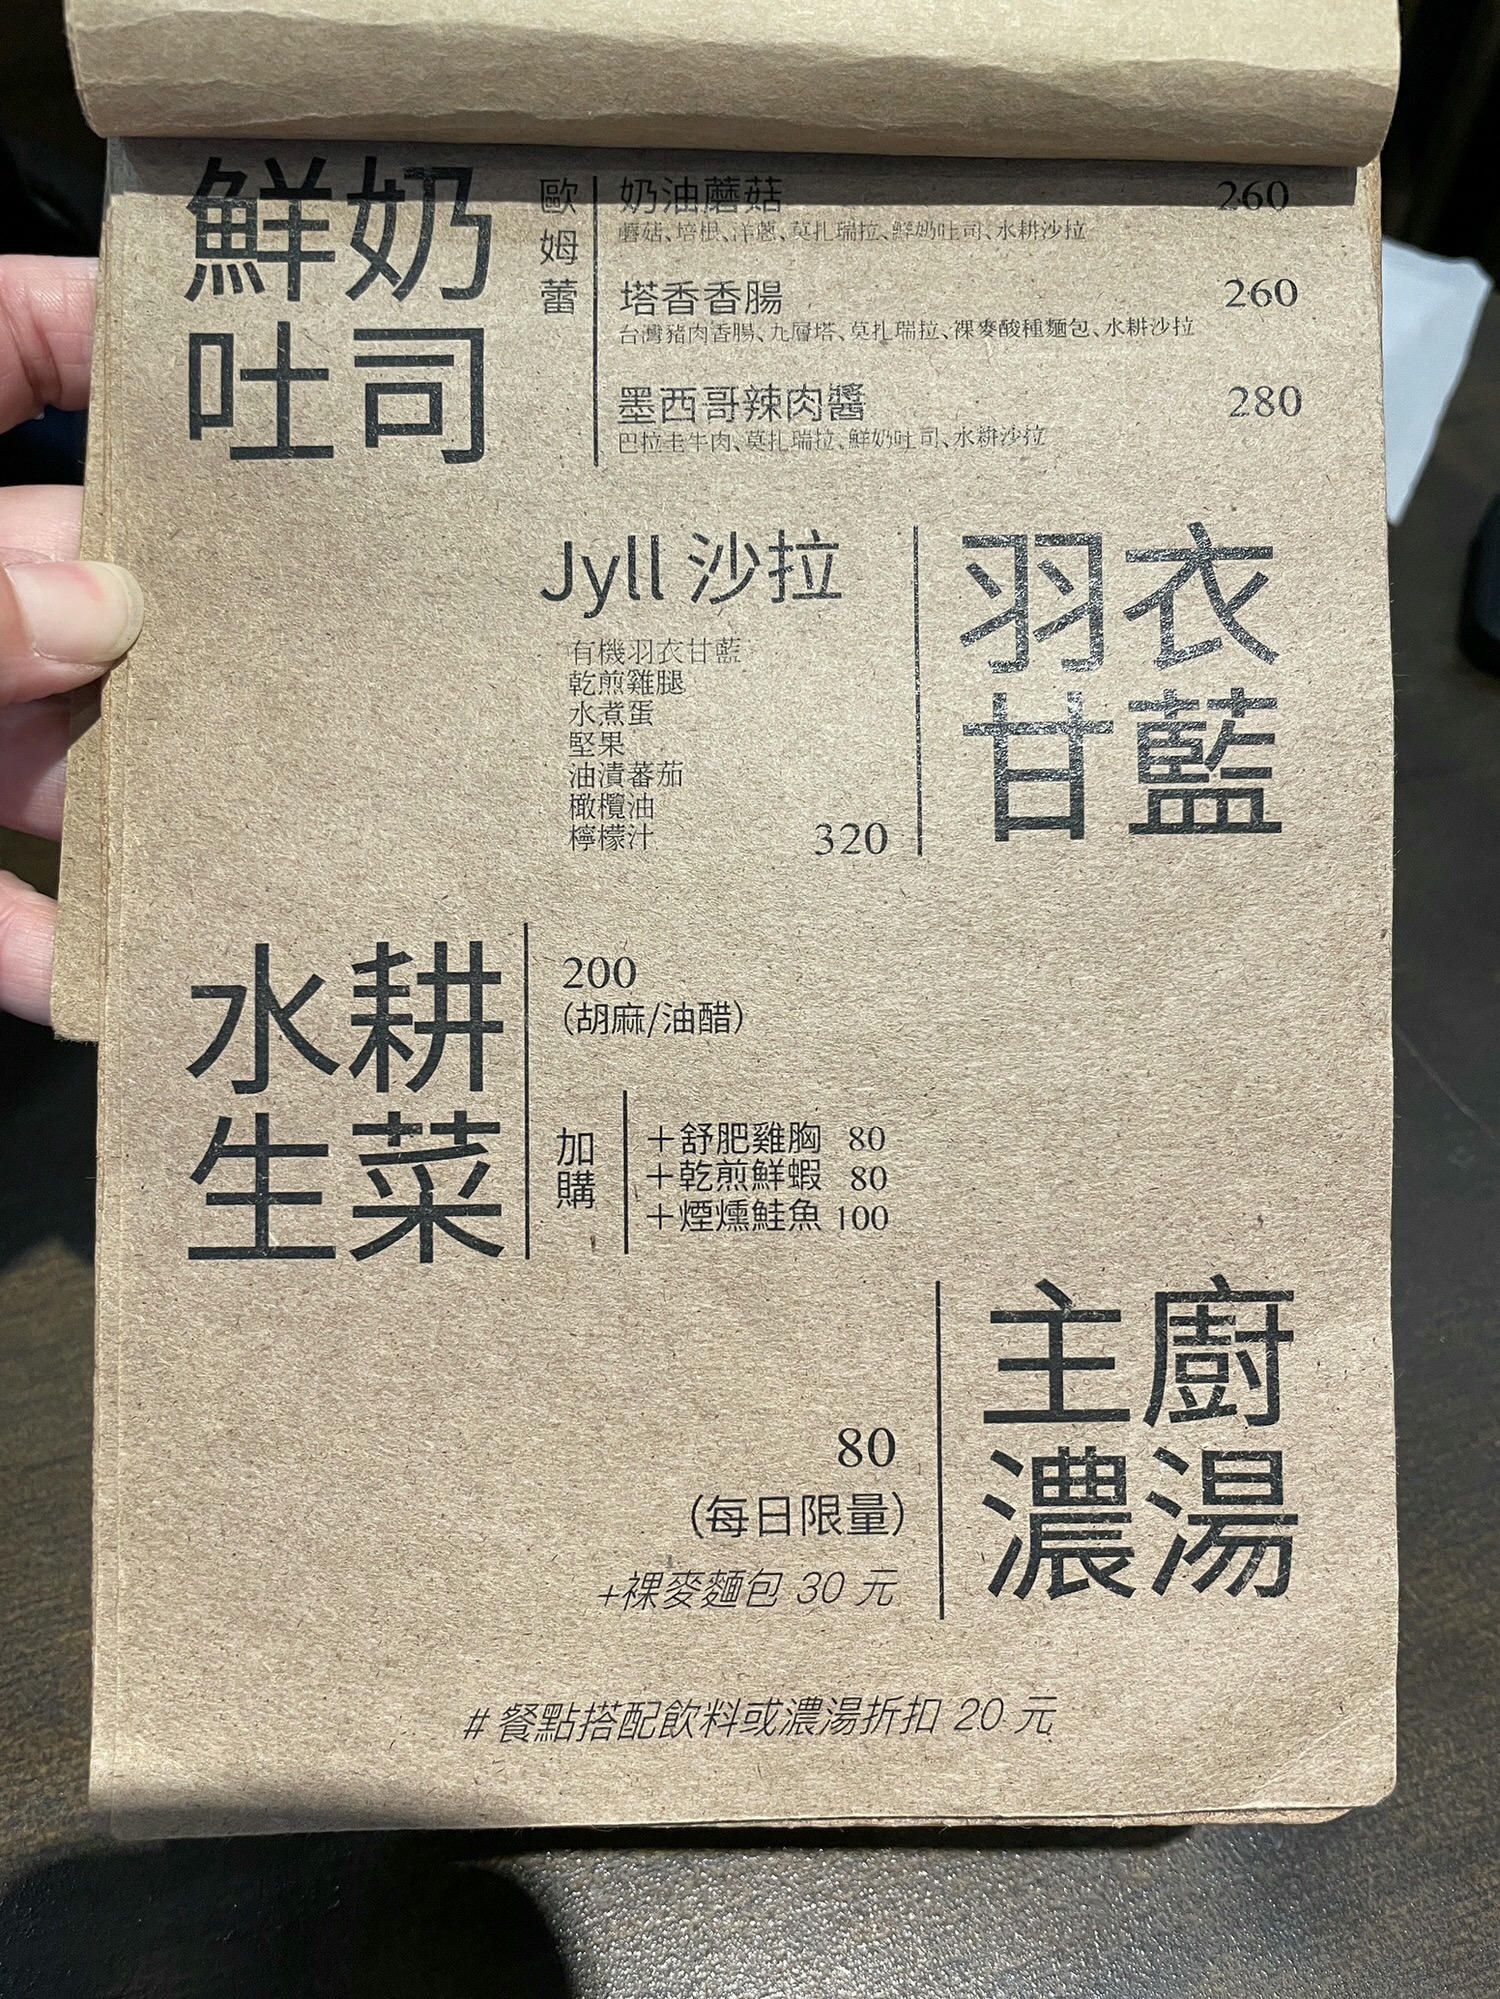 鮮奶
吐司
歐姆蕾
奶油蘑菇 260
蘑菇、培根、洋蔥、莫扎瑞拉、鮮奶吐司、水耕沙拉
塔香香腸 260
台灣豬肉香腸、九層塔、莫扎瑞拉、裸麥酸種麵包、水耕沙拉
墨西哥辣肉醬 280
巴拉圭牛肉、莫扎瑞拉、鮮奶吐司、水耕沙拉
羽衣
甘藍
Jyll 沙拉
有機羽衣甘藍
乾煎雞腿
水煮蛋
堅果
油漬蕃茄
橄欖油
檸檬汁 320
水耕
生菜
200
(胡麻/油醋)
加購
+舒肥雞胸 80
+乾煎鮮蝦 80
+煙燻鮭魚 100
主廚
濃湯
80
(每日限量)
+裸麥麵包 30 元
# 餐點搭配飲料或濃湯折扣 20 元